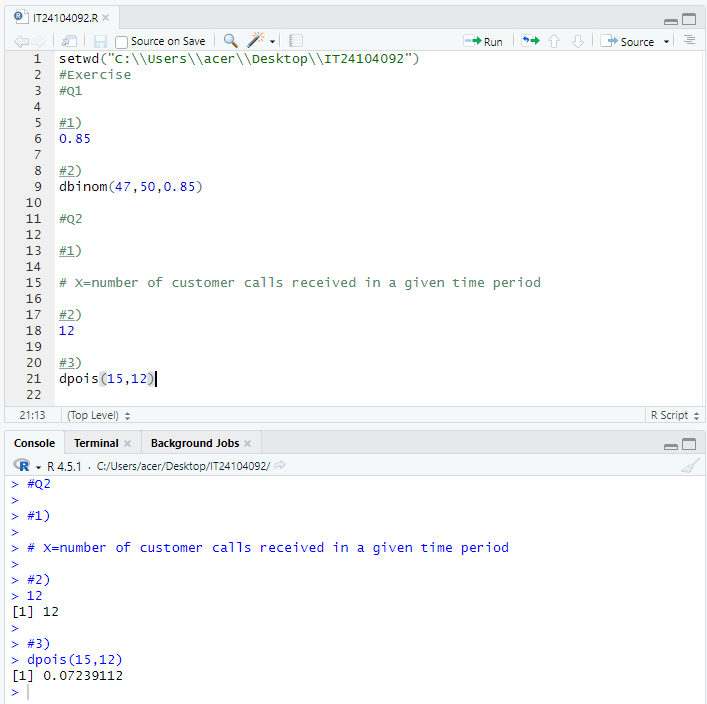 IT24104092.R
Source on Save Run Source
1 setwd("C:\\Users\\acer\\Desktop\\IT24104092")
2 #Exercise
3 #Q1
4
5 #1)
6 0.85
7
8 #2)
9 dbinom(47,50,0.85)
10
11 #Q2
12
13 #1)
14
15 # X=number of customer calls received in a given time period
16
17 #2)
18 12
19
20 #3)
21 dpois(15,12)
22
21:13 (Top Level) R Script
Console Terminal Background Jobs
R R 4.5.1 · C:/Users/acer/Desktop/IT24104092/
> #Q2
>
> #1)
>
> # X=number of customer calls received in a given time period
>
> #2)
> 12
[1] 12
>
> #3)
> dpois(15,12)
[1] 0.07239112
>